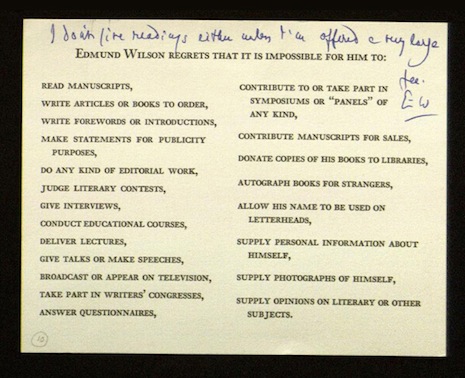 I don't give readings either unless I'm offered a very large
fee.
E W
EDMUND WILSON REGRETS THAT IT IS IMPOSSIBLE FOR HIM TO:
READ MANUSCRIPTS,
WRITE ARTICLES OR BOOKS TO ORDER,
WRITE FOREWORDS OR INTRODUCTIONS,
MAKE STATEMENTS FOR PUBLICITY
PURPOSES,
DO ANY KIND OF EDITORIAL WORK,
JUDGE LITERARY CONTESTS,
GIVE INTERVIEWS,
CONDUCT EDUCATIONAL COURSES,
DELIVER LECTURES,
GIVE TALKS OR MAKE SPEECHES,
BROADCAST OR APPEAR ON TELEVISION,
TAKE PART IN WRITERS' CONGRESSES,
ANSWER QUESTIONNAIRES,
CONTRIBUTE TO OR TAKE PART IN
SYMPOSIUMS OR "PANELS" OF
ANY KIND,
CONTRIBUTE MANUSCRIPTS FOR SALES,
DONATE COPIES OF HIS BOOKS TO LIBRARIES,
AUTOGRAPH BOOKS FOR STRANGERS,
ALLOW HIS NAME TO BE USED ON
LETTERHEADS,
SUPPLY PERSONAL INFORMATION ABOUT
HIMSELF,
SUPPLY PHOTOGRAPHS OF HIMSELF,
SUPPLY OPINIONS ON LITERARY OR OTHER
SUBJECTS.